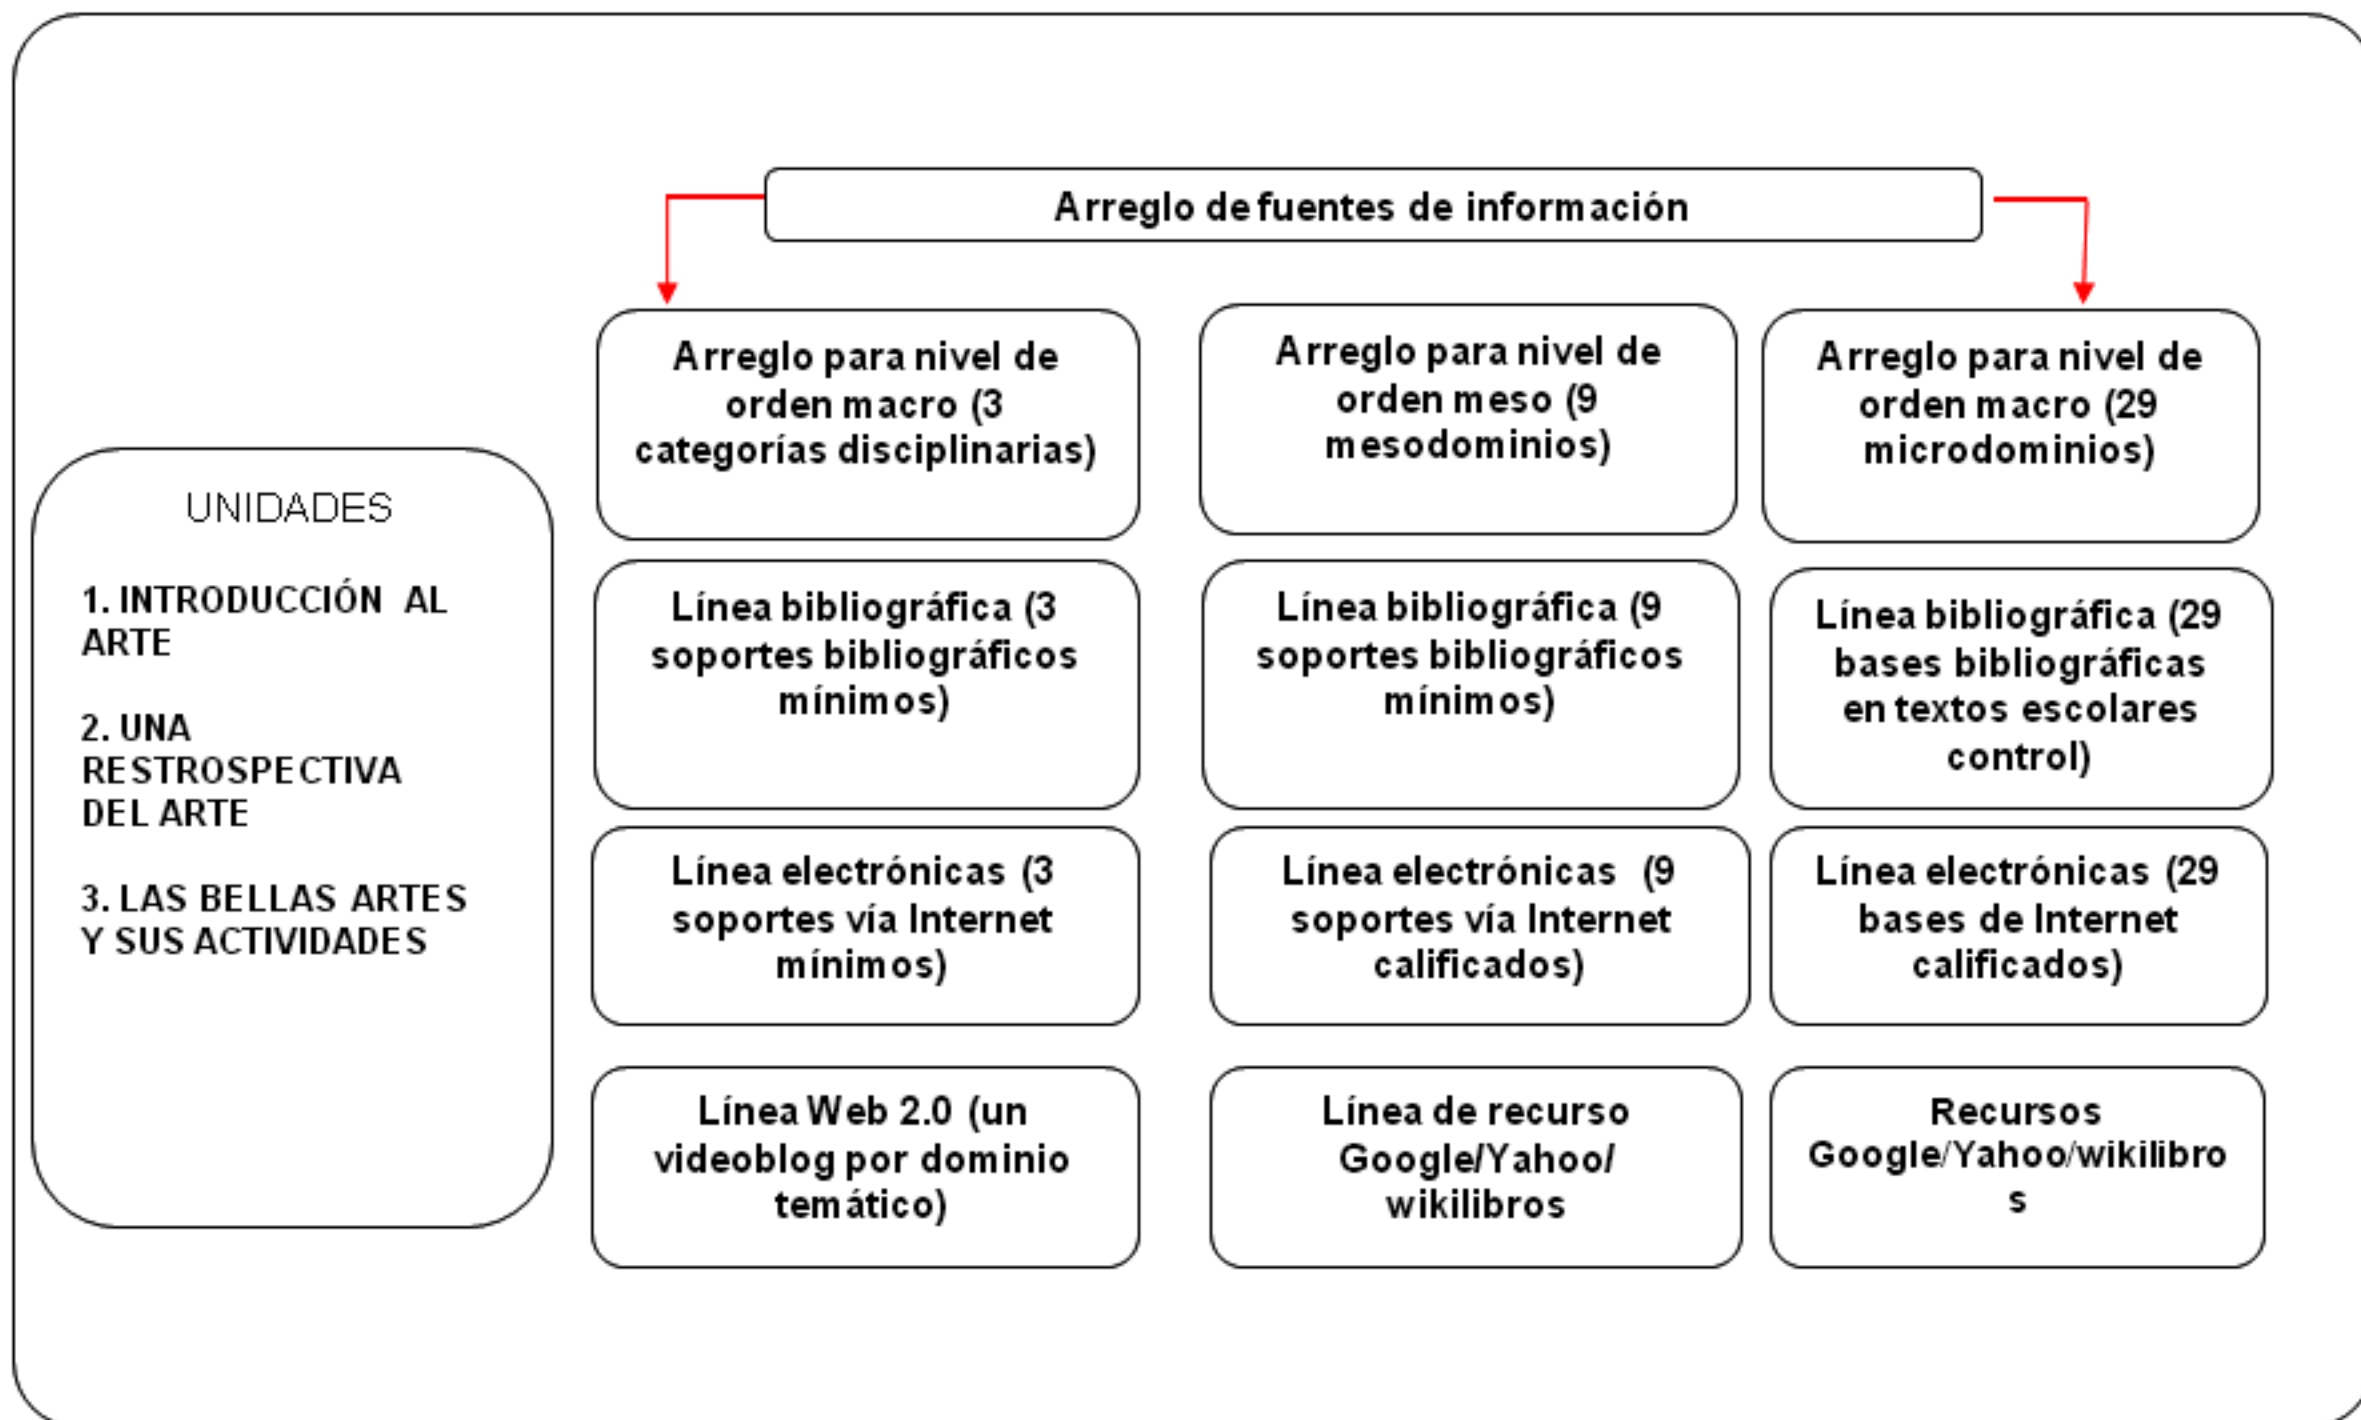 Arreglo de fuentes de información
Arreglo para nivel de
orden macro (3
categorías disciplinarias)
Arreglo para nivel de
orden meso (9
mesodominios)
Arreglo para nivel de
orden macro (29
microdominios)
UNIDADES
1. INTRODUCCIÓN AL
ARTE
2. UNA
RESTROSPECTIVA
DEL ARTE
3. LAS BELLAS ARTES
Y SUS ACTIVIDADES
Línea bibliográfica (3
soportes bibliográficos
mínimos)
Línea bibliográfica (9
soportes bibliográficos
mínimos)
Línea bibliográfica (29
bases bibliográficas
en textos escolares
control)
Línea electrónicas (3
soportes vía Internet
mínimos)
Línea electrónicas (9
soportes vía Internet
calificados)
Línea electrónicas (29
bases de Internet
calificados)
Línea Web 2.0 (un
videoblog por dominio
temático)
Línea de recurso
Google/Yahoo/
wikilibros
Recursos
Google/Yahoo/wikilibro
s